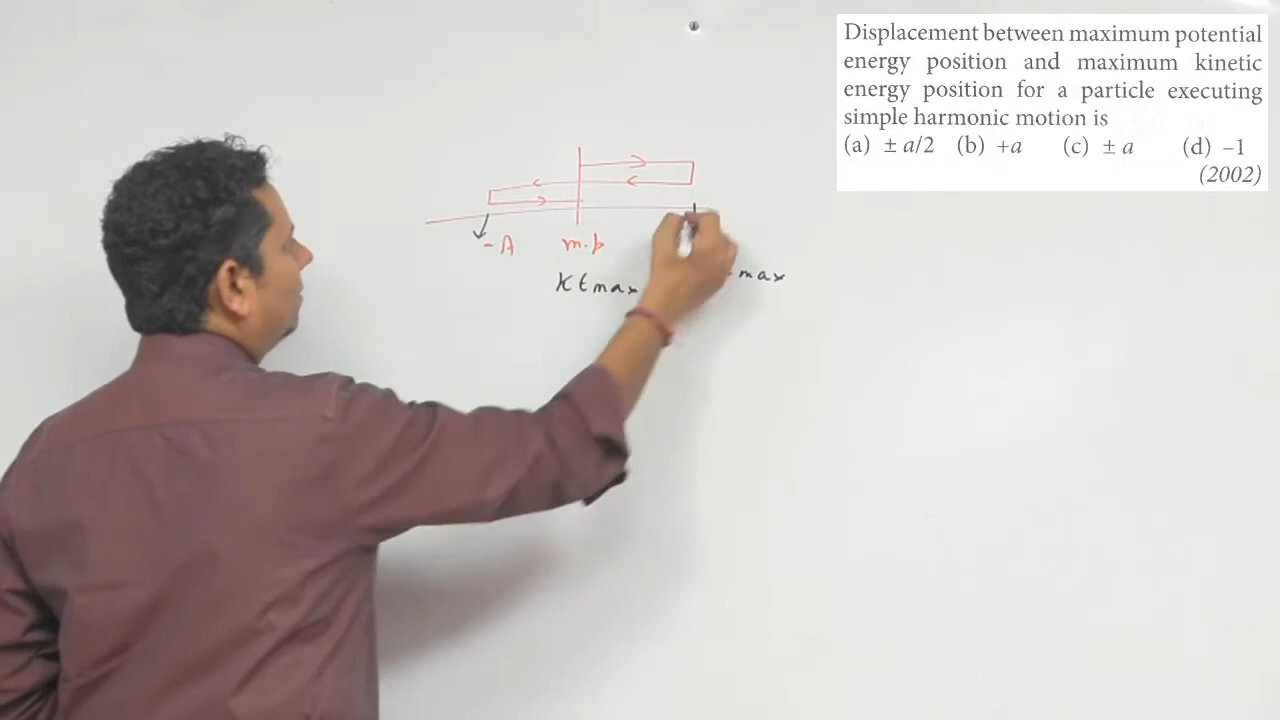 Displacement between maximum potential
energy position and maximum kinetic
energy position for a particle executing
simple harmonic motion is
(a) ± a/2 (b) +a (c) ± a (d) –1
(2002)
-A m.p
KEmax max